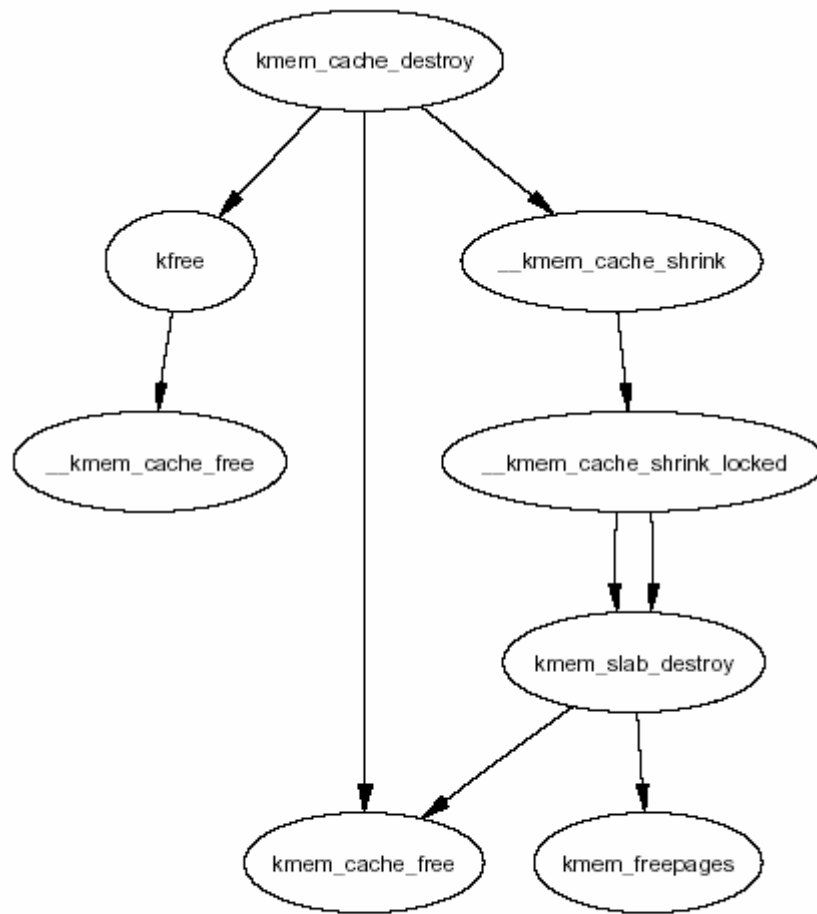 kmem_cache_destroy
kfree
__kmem_cache_shrink
__kmem_cache_free
__kmem_cache_shrink_locked
kmem_slab_destroy
kmem_cache_free
kmem_freepages